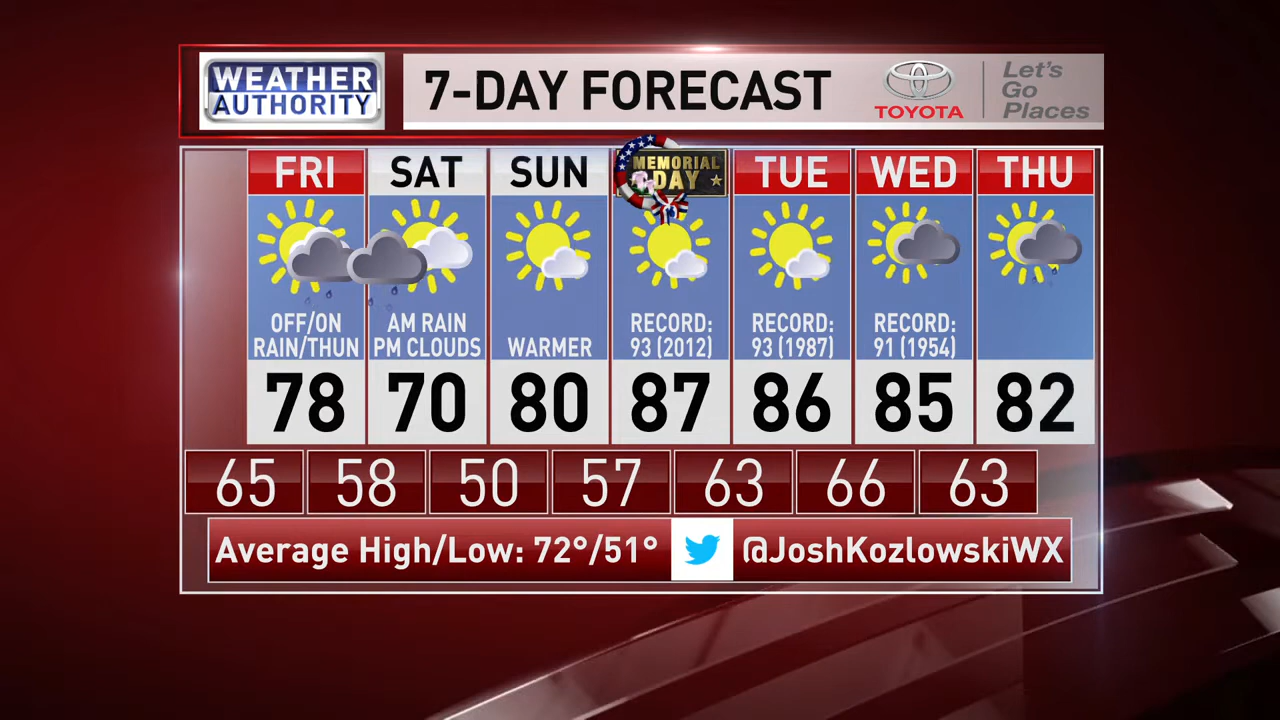 WEATHER
AUTHORITY
7-DAY FORECAST
TOYOTA
Let's
Go
Places
FRI
SAT
SUN
MEMORIAL
DAY
TUE
WED
THU
OFF/ON
RAIN/THUN
AM RAIN
PM CLOUDS
WARMER
RECORD:
93 (2012)
RECORD:
93 (1987)
RECORD:
91 (1954)
78
70
80
87
86
85
82
65
58
50
57
63
66
63
Average High/Low: 72°/51°
@JoshKozlowskiWX